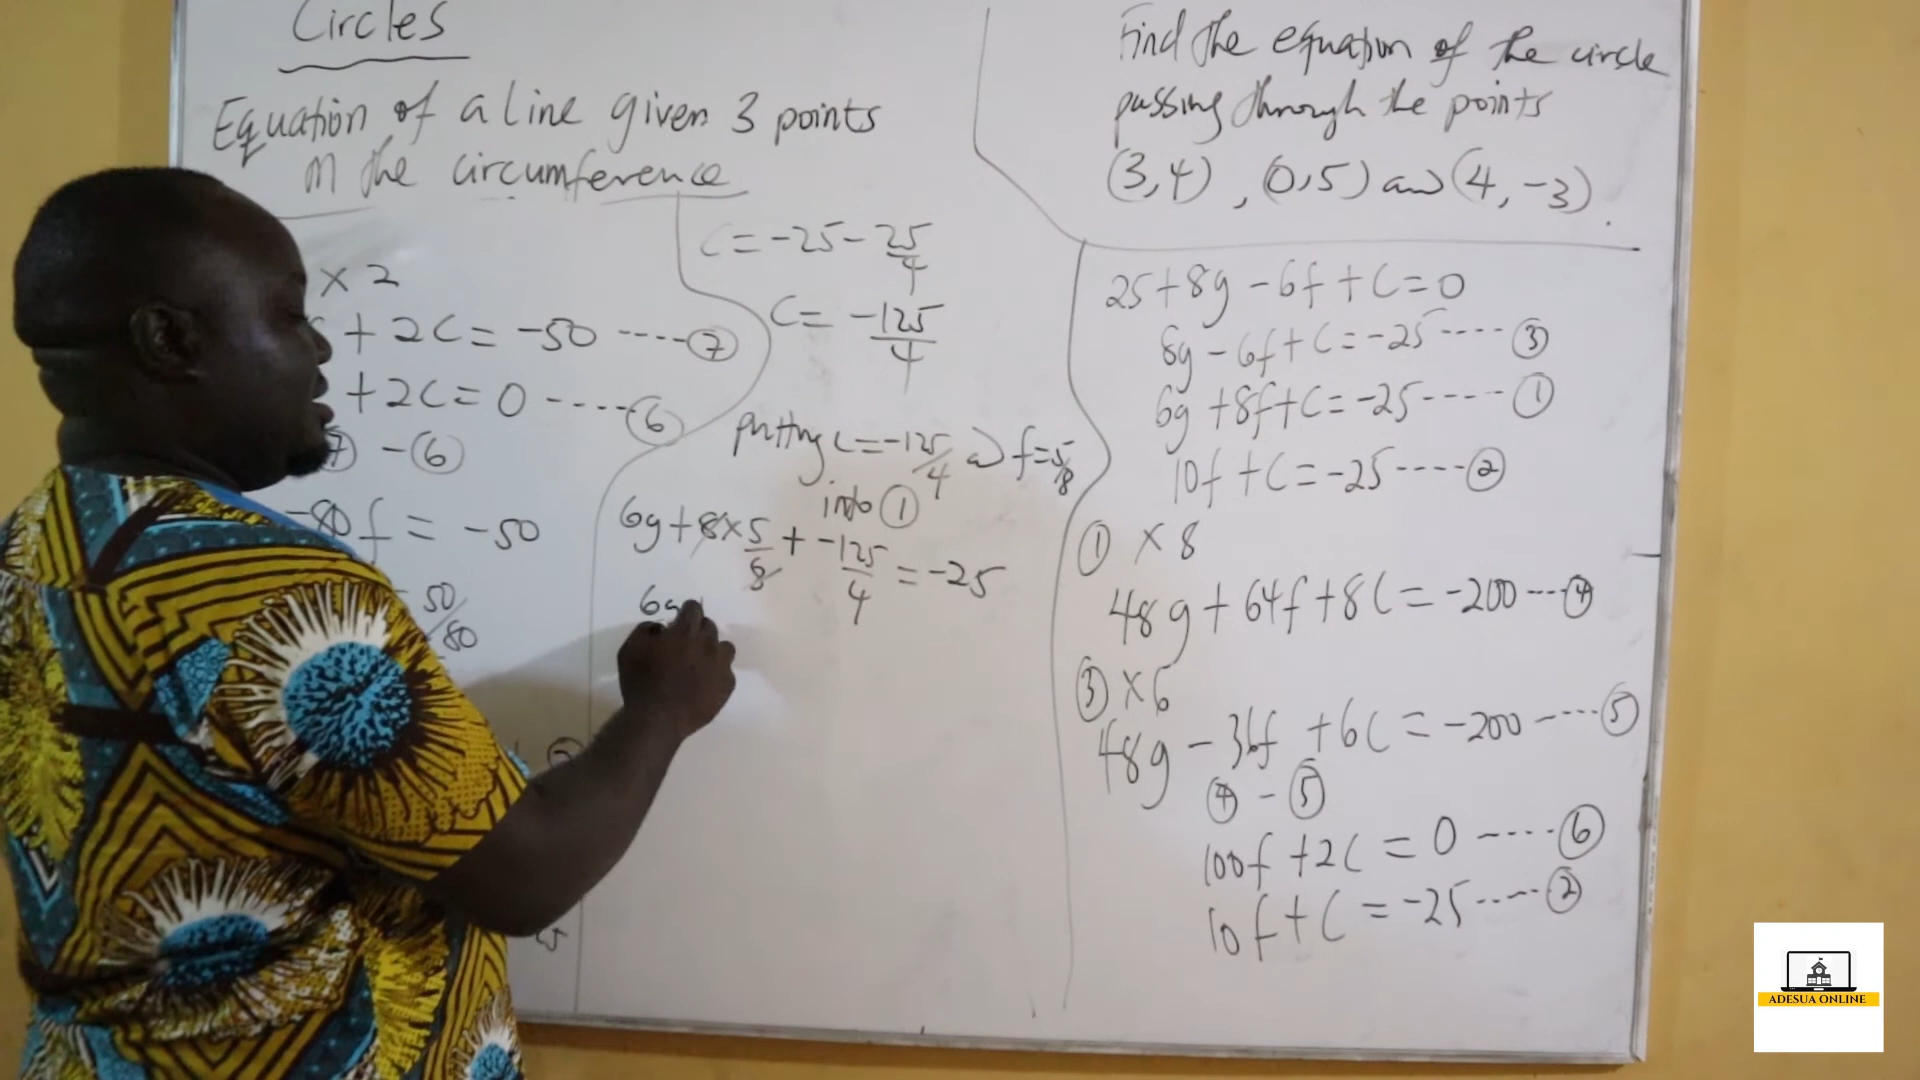 Circles
Equation of a line given 3 points
on the circumference
x 2
+ 2C = -50 ----⑦
+ 2C = 0 ----⑥
⑦ - ⑥
-80f = -50
50/80
C = -25 - 25/4
C = -125/4
putting C = -125/4 and f = 5/8
into ①
6g + 8 x 5/8 + -125/4 = -25
6g
Find the equation of the circle
passing through the points
(3,4), (0,5) and (4, -3).
25 + 8g - 6f + C = 0
8g - 6f + C = -25 ---- ③
6g + 8f + C = -25 ---- ①
10f + C = -25 ---- ②
① x 8
48g + 64f + 8C = -200 --- ④
③ x 6
48g - 36f + 6C = -200 ---- ⑤
④ - ⑤
100f + 2C = 0 ---- ⑥
10f + C = -25 ---- ②
ADESUA ONLINE